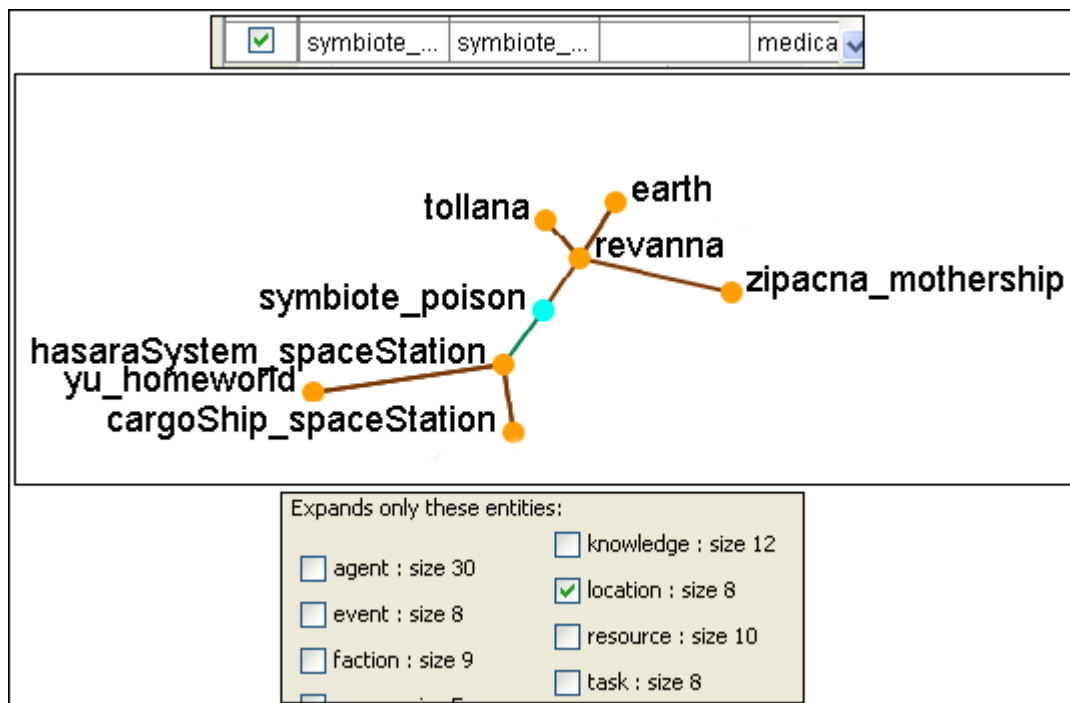 symbiote_... symbiote_... medica
earth
tollana
revanna
zipacna_mothership
symbiote_poison
hasaraSystem_spaceStation
yu_homeworld
cargoShip_spaceStation
Expands only these entities:
knowledge : size 12
agent : size 30
location : size 8
event : size 8
resource : size 10
faction : size 9
task : size 8